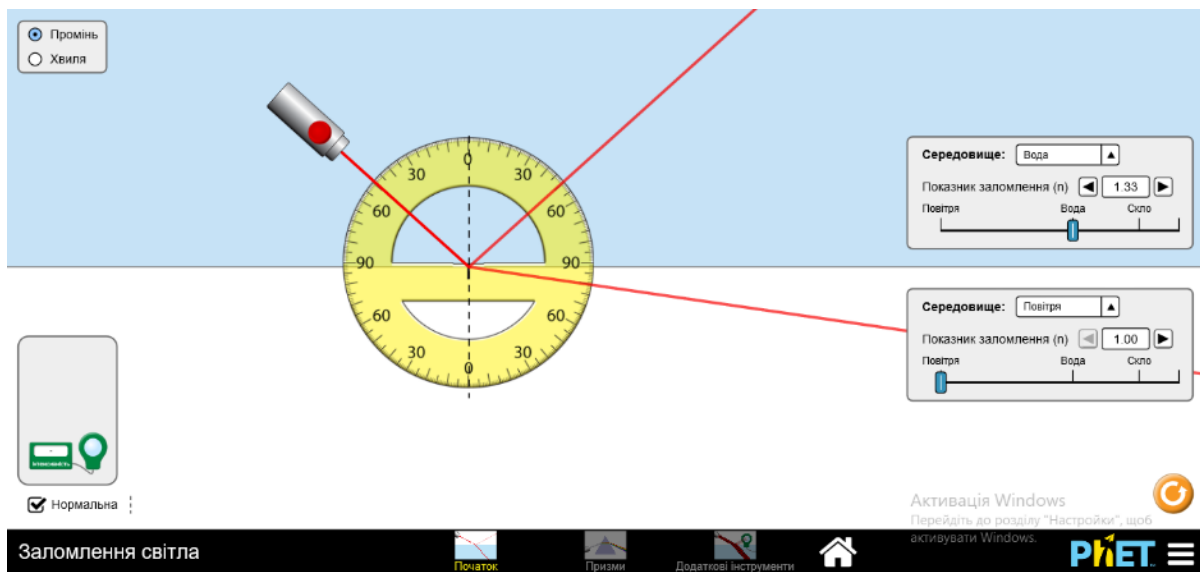 Промінь
Хвиля
0
30 30
60 60
90 90
60 60
30 30
0
Середовище: Вода
Показник заломлення (n) 1.33
Повітря Вода Скло
Середовище: Повітря
Показник заломлення (n) 1.00
Повітря Вода Скло
Інтенсивність
Нормальна
Активація Windows
Перейдіть до розділу "Настройки", щоб
активувати Windows.
Заломлення світла
Початок Призми Додаткові інструменти
PhET